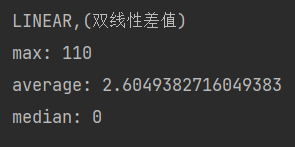 LINEAR,(双线性差值)
max: 110
average: 2.6049382716049383
median: 0